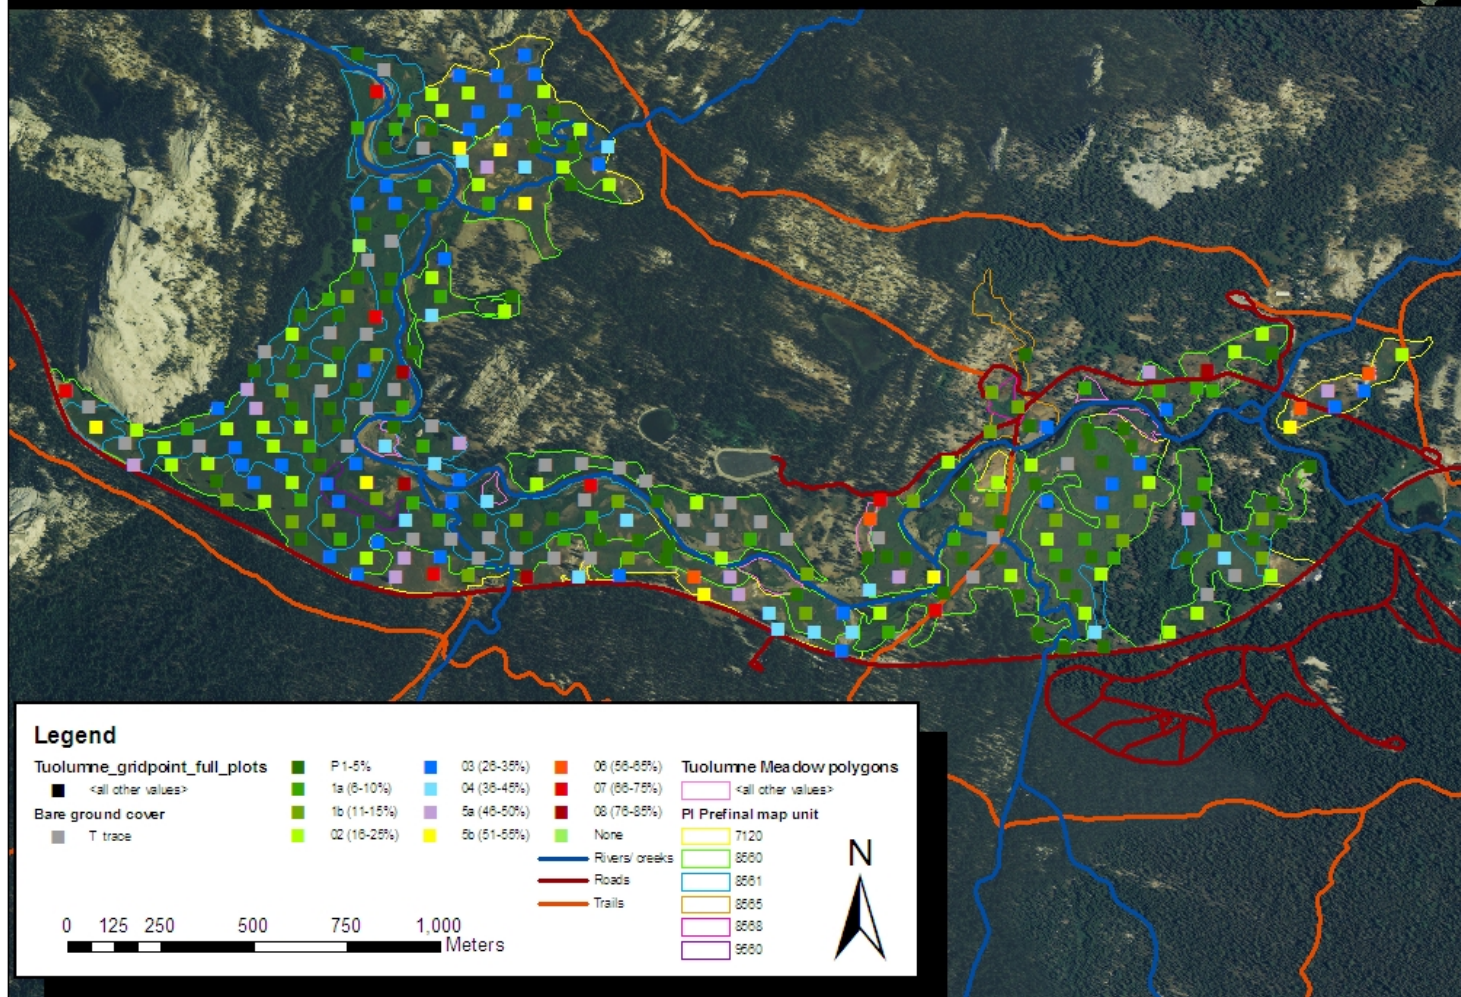 Legend
Tuolumne_gridpoint_full_plots
<all other values>
Bare ground cover
T trace
P 1-5%
1a (6-10%)
1b (11-15%)
02 (16-25%)
03 (26-35%)
04 (36-45%)
5a (46-50%)
5b (51-55%)
06 (56-65%)
07 (66-75%)
08 (76-85%)
None
Rivers/ creeks
Roads
Trails
Tuolumne Meadow polygons
<all other values>
PI Prefinal map unit
7120
8560
8561
8565
8568
9560
N
0 125 250 500 750 1,000
Meters